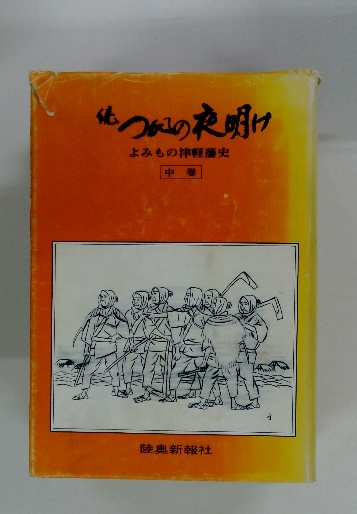 続つがるの夜明け
よみもの津軽藩史
中巻
陸奥新報社